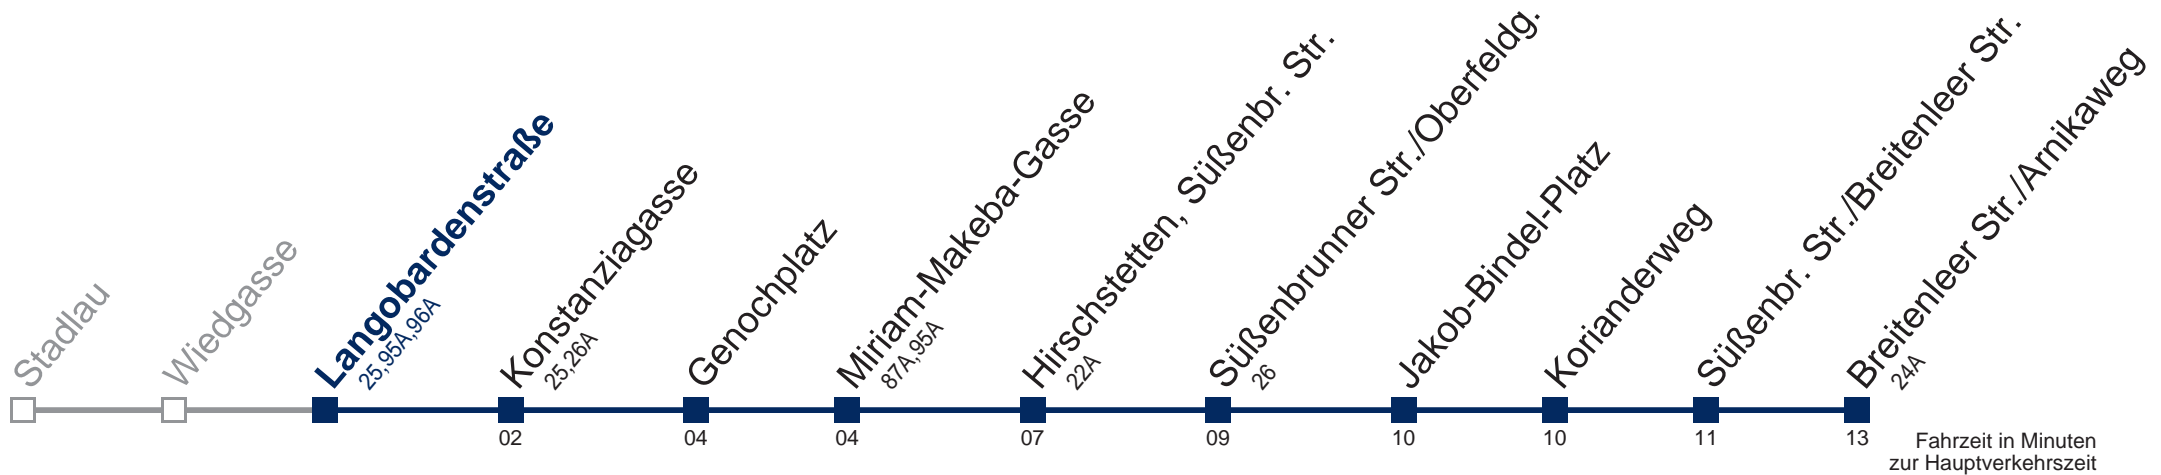 Stadlau
Wiedgasse
Langobardenstraße
25,95A,96A
Konstanziagasse
25,26A
Genochplatz
Miriam-Makeba-Gasse
87A,95A
Hirschstetten, Süßenbr. Str.
22A
Süßenbrunner Str./Oberfeldg.
26
Jakob-Bindel-Platz
Korianderweg
Süßenbr. Str./Breitenleer Str.
Breitenleer Str./Arnikaweg
24A
02 04 04 07 09 10 10 11 13
Fahrzeit in Minuten
zur Hauptverkehrszeit